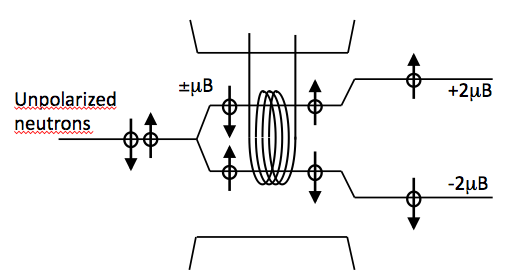 ±μB
Unpolarized
neutrons
+2μB
-2μB